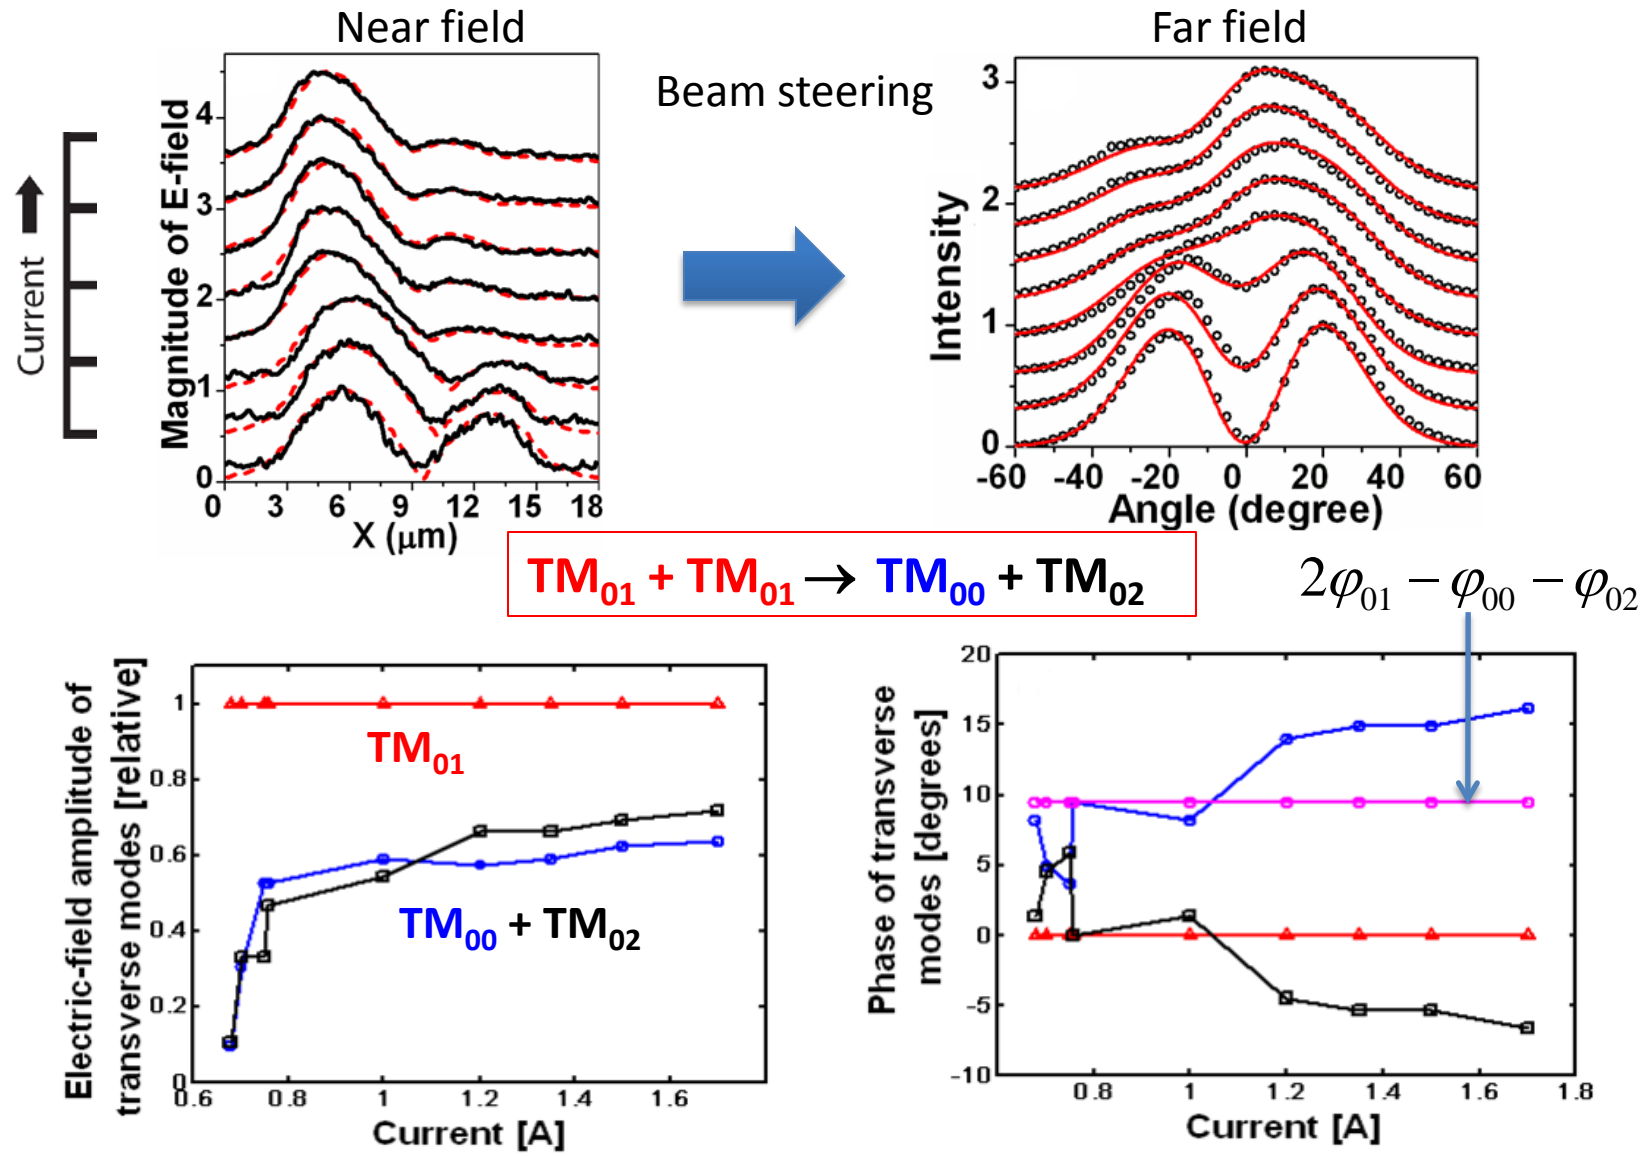 Near field
Far field
Beam steering
Current
Magnitude of E-field
4
3
2
1
0
0 3 6 9 12 15 18
X (μm)
Intensity
3
2
1
0
-60 -40 -20 0 20 40 60
Angle (degree)
TM01 + TM01 → TM00 + TM02
2φ01 − φ00 − φ02
Electric-field amplitude of
transverse modes [relative]
1
0.8
0.6
0.4
0.2
0
TM01
TM00 + TM02
0.6 0.8 1 1.2 1.4 1.6
Current [A]
Phase of transverse
modes [degrees]
20
15
10
5
0
-5
-10
0.8 1 1.2 1.4 1.6 1.8
Current [A]